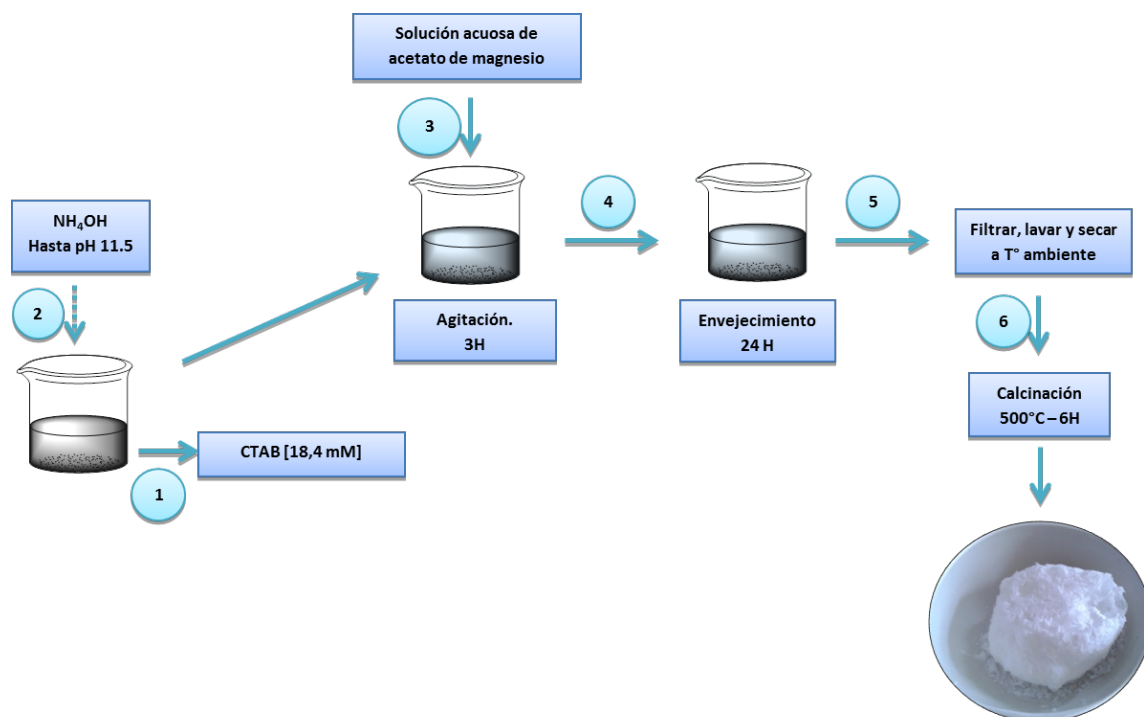 Solución acuosa de
acetato de magnesio
3
NH₄OH
Hasta pH 11.5
2
4
5
Filtrar, lavar y secar
a T° ambiente
Agitación.
3H
Envejecimiento
24 H
6
Calcinación
500°C – 6H
CTAB [18,4 mM]
1